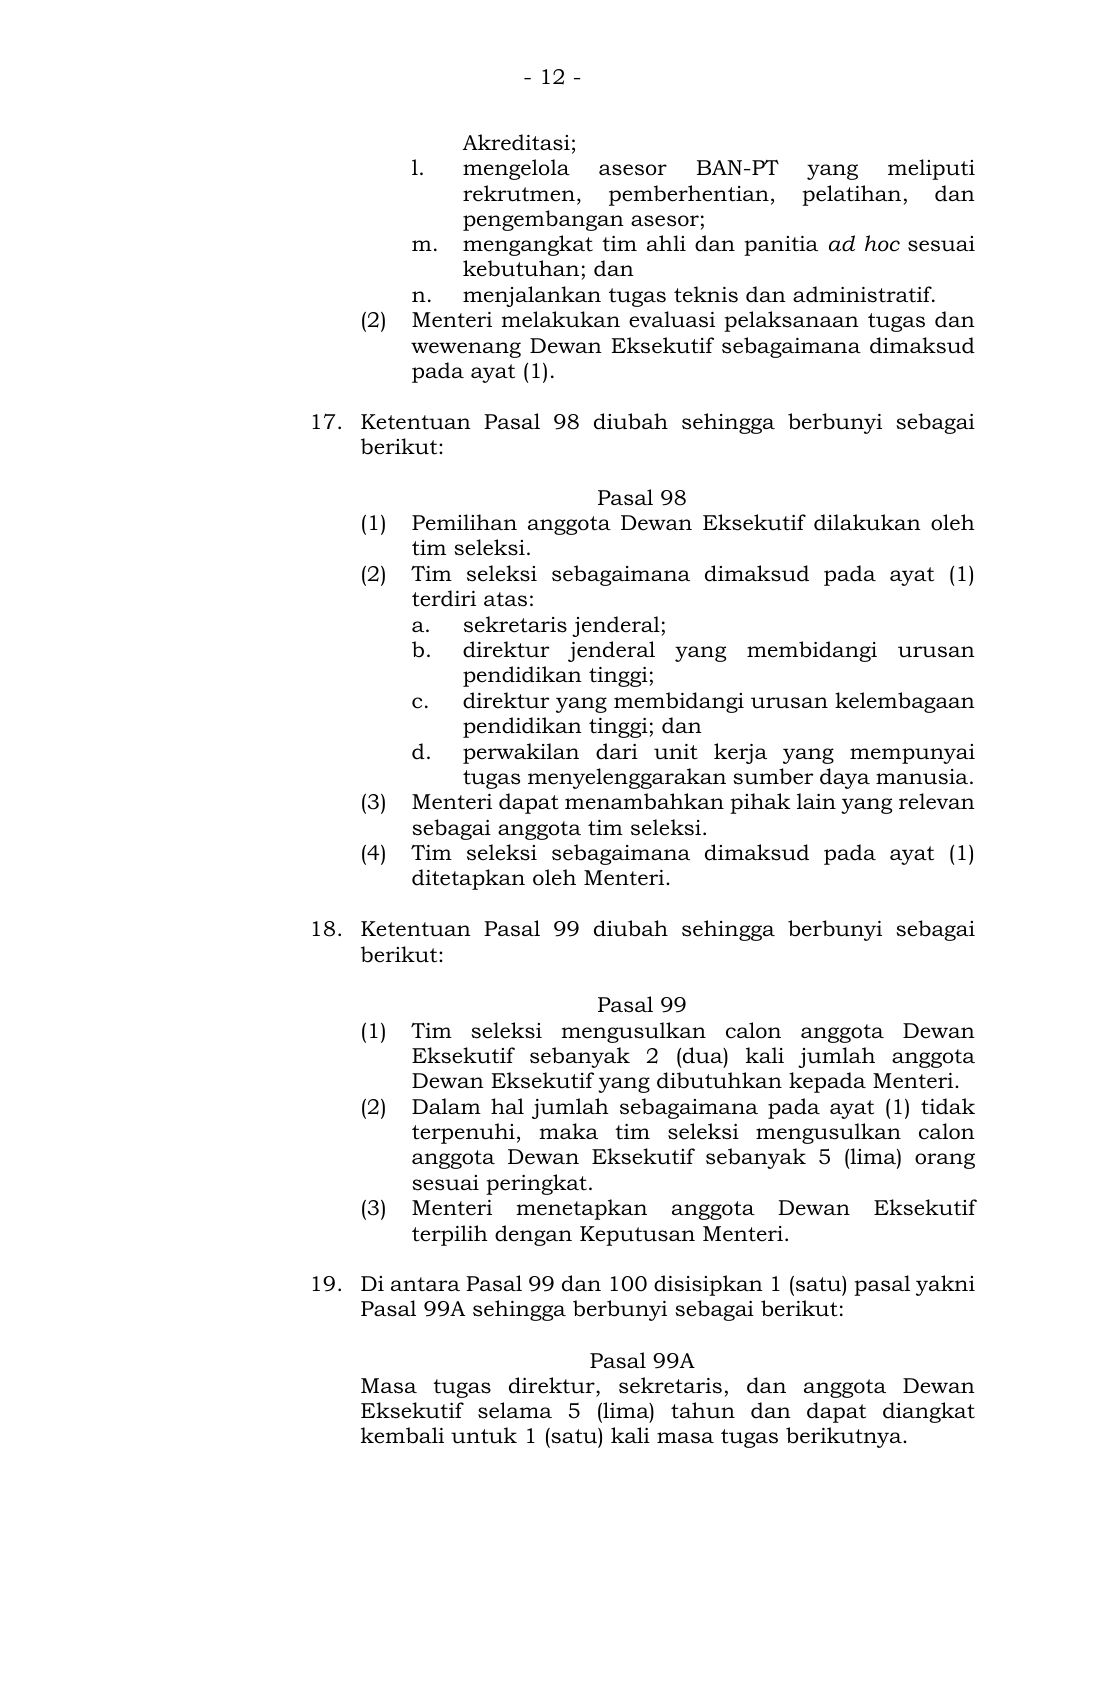 - 12 -
Akreditasi;
l. mengelola asesor BAN-PT yang meliputi
rekrutmen, pemberhentian, pelatihan, dan
pengembangan asesor;
m. mengangkat tim ahli dan panitia ad hoc sesuai
kebutuhan; dan
n. menjalankan tugas teknis dan administratif.
(2) Menteri melakukan evaluasi pelaksanaan tugas dan
wewenang Dewan Eksekutif sebagaimana dimaksud
pada ayat (1).
17. Ketentuan Pasal 98 diubah sehingga berbunyi sebagai
berikut:
Pasal 98
(1) Pemilihan anggota Dewan Eksekutif dilakukan oleh
tim seleksi.
(2) Tim seleksi sebagaimana dimaksud pada ayat (1)
terdiri atas:
a. sekretaris jenderal;
b. direktur jenderal yang membidangi urusan
pendidikan tinggi;
c. direktur yang membidangi urusan kelembagaan
pendidikan tinggi; dan
d. perwakilan dari unit kerja yang mempunyai
tugas menyelenggarakan sumber daya manusia.
(3) Menteri dapat menambahkan pihak lain yang relevan
sebagai anggota tim seleksi.
(4) Tim seleksi sebagaimana dimaksud pada ayat (1)
ditetapkan oleh Menteri.
18. Ketentuan Pasal 99 diubah sehingga berbunyi sebagai
berikut:
Pasal 99
(1) Tim seleksi mengusulkan calon anggota Dewan
Eksekutif sebanyak 2 (dua) kali jumlah anggota
Dewan Eksekutif yang dibutuhkan kepada Menteri.
(2) Dalam hal jumlah sebagaimana pada ayat (1) tidak
terpenuhi, maka tim seleksi mengusulkan calon
anggota Dewan Eksekutif sebanyak 5 (lima) orang
sesuai peringkat.
(3) Menteri menetapkan anggota Dewan Eksekutif
terpilih dengan Keputusan Menteri.
19. Di antara Pasal 99 dan 100 disisipkan 1 (satu) pasal yakni
Pasal 99A sehingga berbunyi sebagai berikut:
Pasal 99A
Masa tugas direktur, sekretaris, dan anggota Dewan
Eksekutif selama 5 (lima) tahun dan dapat diangkat
kembali untuk 1 (satu) kali masa tugas berikutnya.